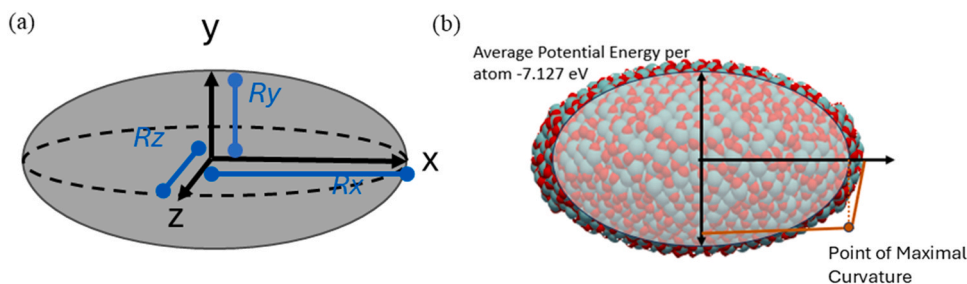 (a)
y
Ry
Rz
x
Rx
z
(b)
Average Potential Energy per
atom -7.127 eV
Point of Maximal
Curvature